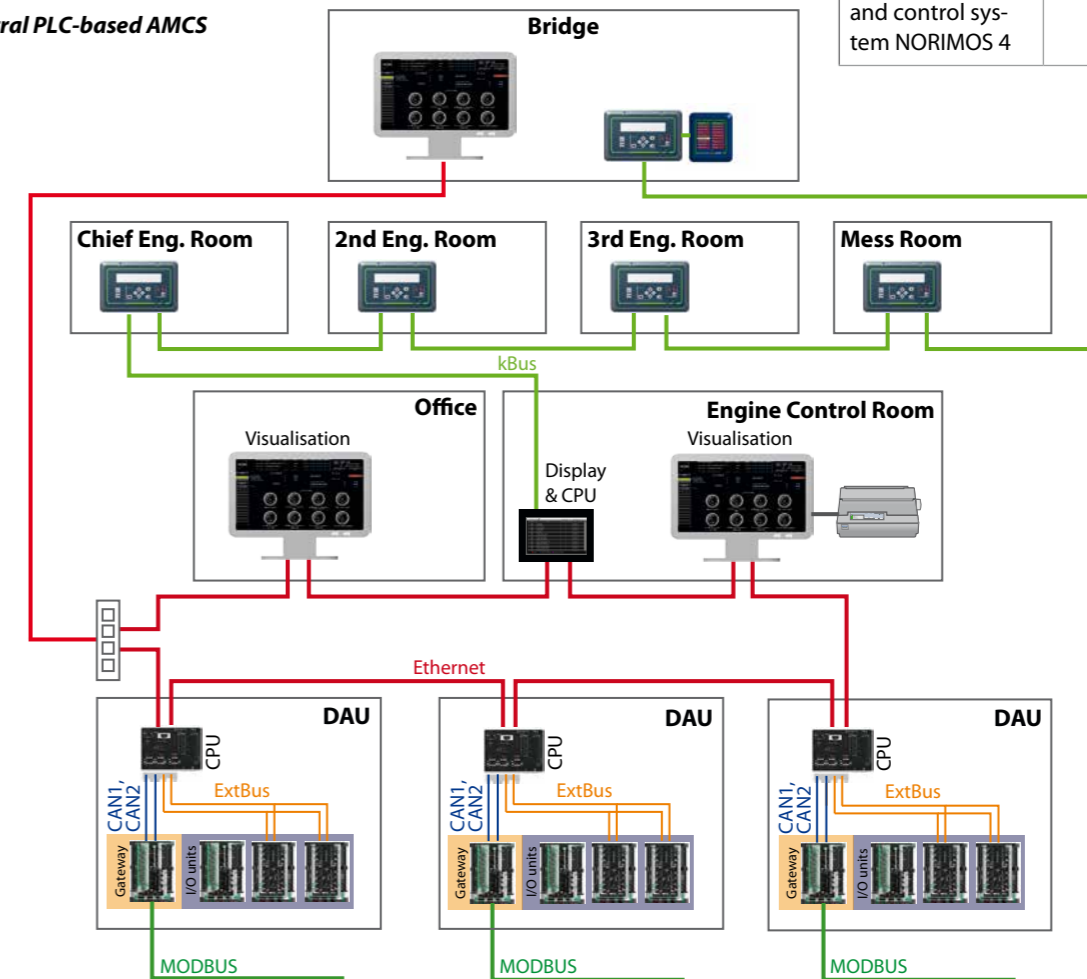 ral PLC-based AMCS
and control sys-
tem NORIMOS 4
Bridge
Chief Eng. Room
2nd Eng. Room
3rd Eng. Room
Mess Room
kBus
Office
Visualisation
Engine Control Room
Visualisation
Display
& CPU
Ethernet
DAU
CPU
CAN1,
CAN2
ExtBus
Gateway
I/O units
MODBUS
DAU
CPU
CAN1,
CAN2
ExtBus
Gateway
I/O units
MODBUS
DAU
CPU
CAN1,
CAN2
ExtBus
Gateway
I/O units
MODBUS